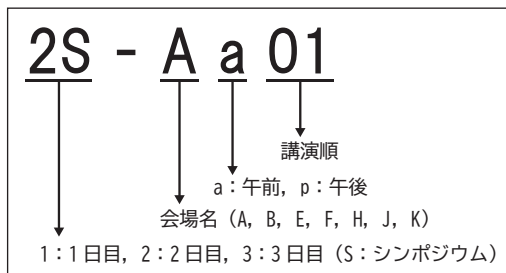 2S - A a 01
講演順
a：午前，p：午後
会場名（A, B, E, F, H, J, K）
1：1日目，2：2日目，3：3日目（S：シンポジウム）